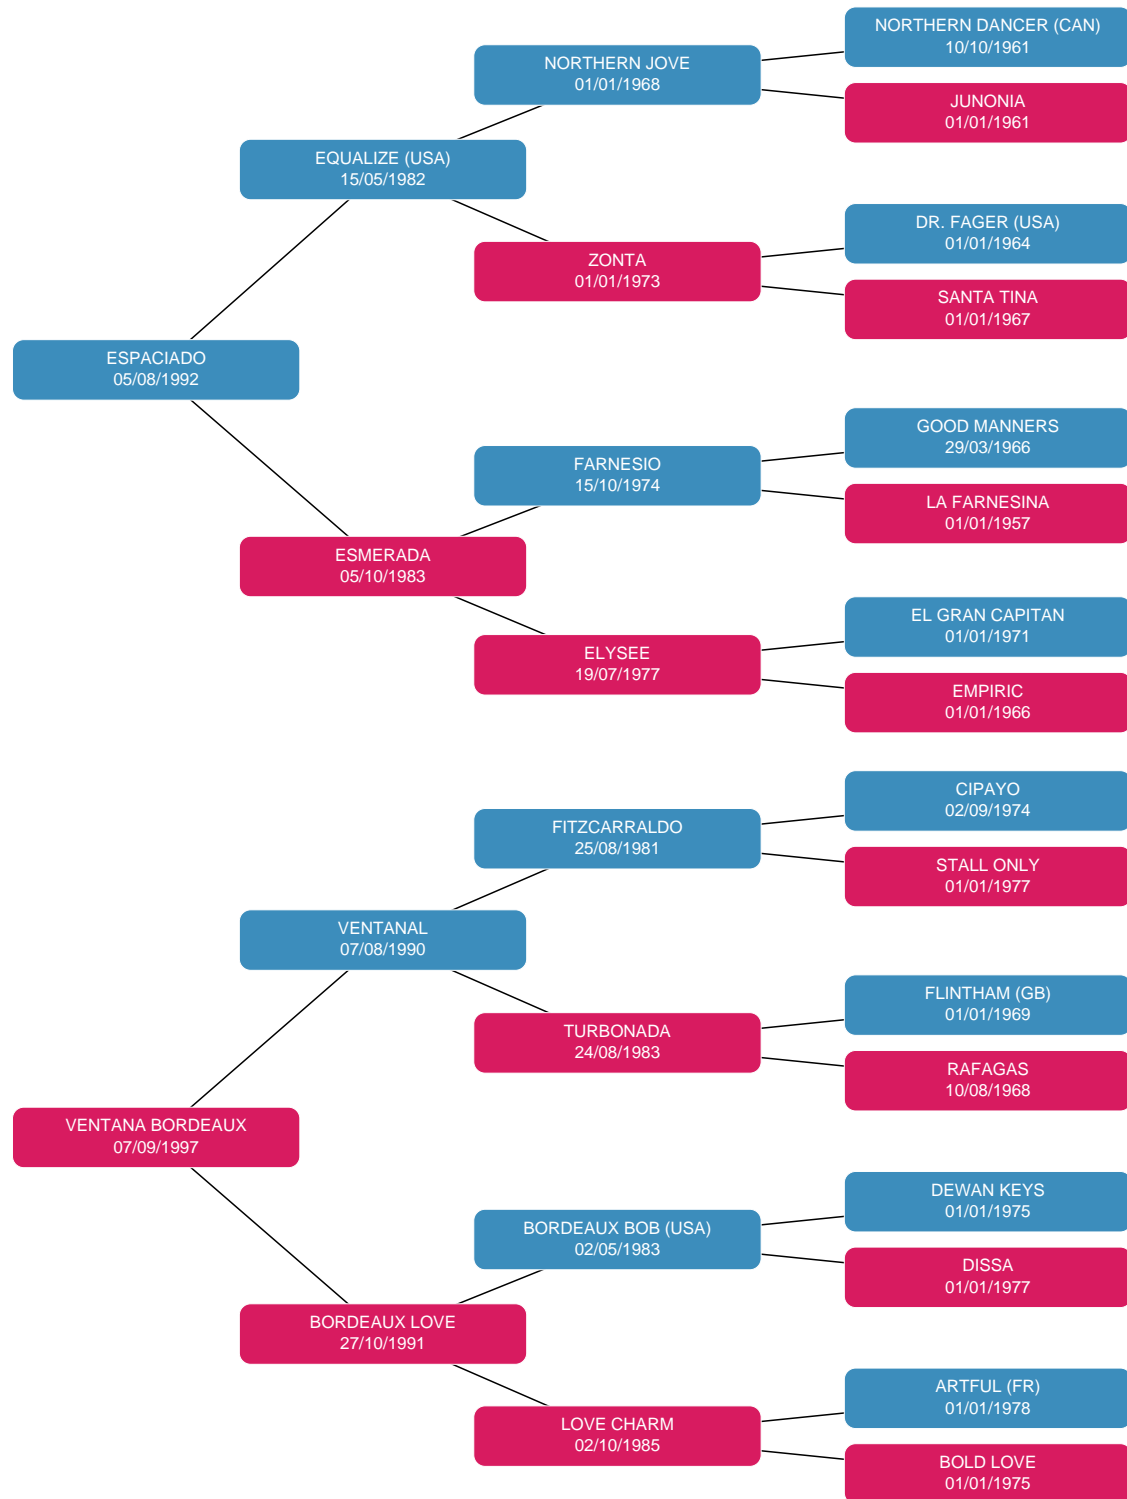 NORTHERN DANCER (CAN)
10/10/1961
NORTHERN JOVE
01/01/1968
JUNONIA
01/01/1961
EQUALIZE (USA)
15/05/1982
DR. FAGER (USA)
01/01/1964
ZONTA
01/01/1973
SANTA TINA
01/01/1967
ESPACIADO
05/08/1992
GOOD MANNERS
29/03/1966
FARNESIO
15/10/1974
LA FARNESINA
01/01/1957
ESMERADA
05/10/1983
EL GRAN CAPITAN
01/01/1971
ELYSEE
19/07/1977
EMPIRIC
01/01/1966
CIPAYO
02/09/1974
FITZCARRALDO
25/08/1981
STALL ONLY
01/01/1977
VENTANAL
07/08/1990
FLINTHAM (GB)
01/01/1969
TURBONADA
24/08/1983
RAFAGAS
10/08/1968
VENTANA BORDEAUX
07/09/1997
DEWAN KEYS
01/01/1975
BORDEAUX BOB (USA)
02/05/1983
DISSA
01/01/1977
BORDEAUX LOVE
27/10/1991
ARTFUL (FR)
01/01/1978
LOVE CHARM
02/10/1985
BOLD LOVE
01/01/1975